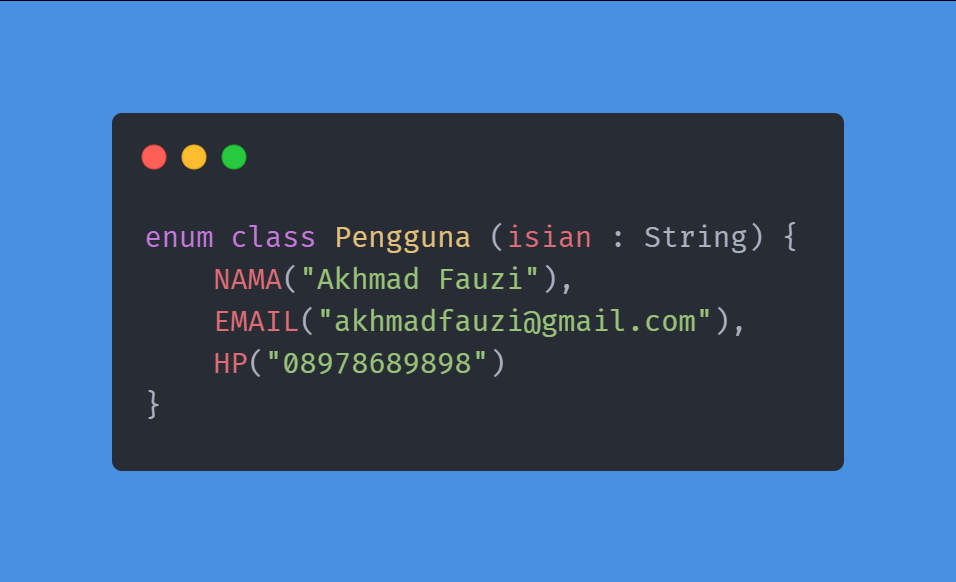 enum class Pengguna (isian : String) {
    NAMA("Akhmad Fauzi"),
    EMAIL("akhmadfauzi@gmail.com"),
    HP("08978689898")
}